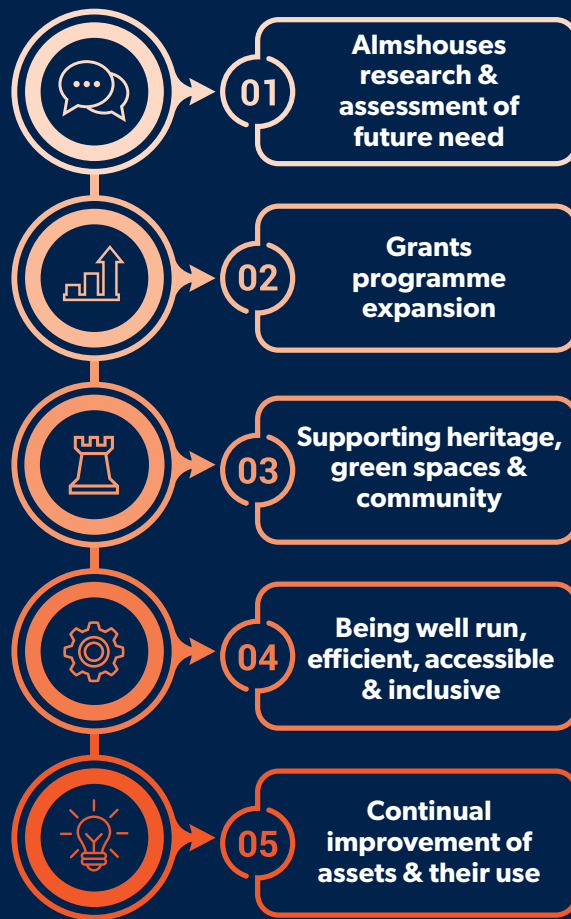 01
Almshouses
research &
assessment of
future need
02
Grants
programme
expansion
03
Supporting heritage,
green spaces &
community
04
Being well run,
efficient, accessible
& inclusive
05
Continual
improvement of
assets & their use